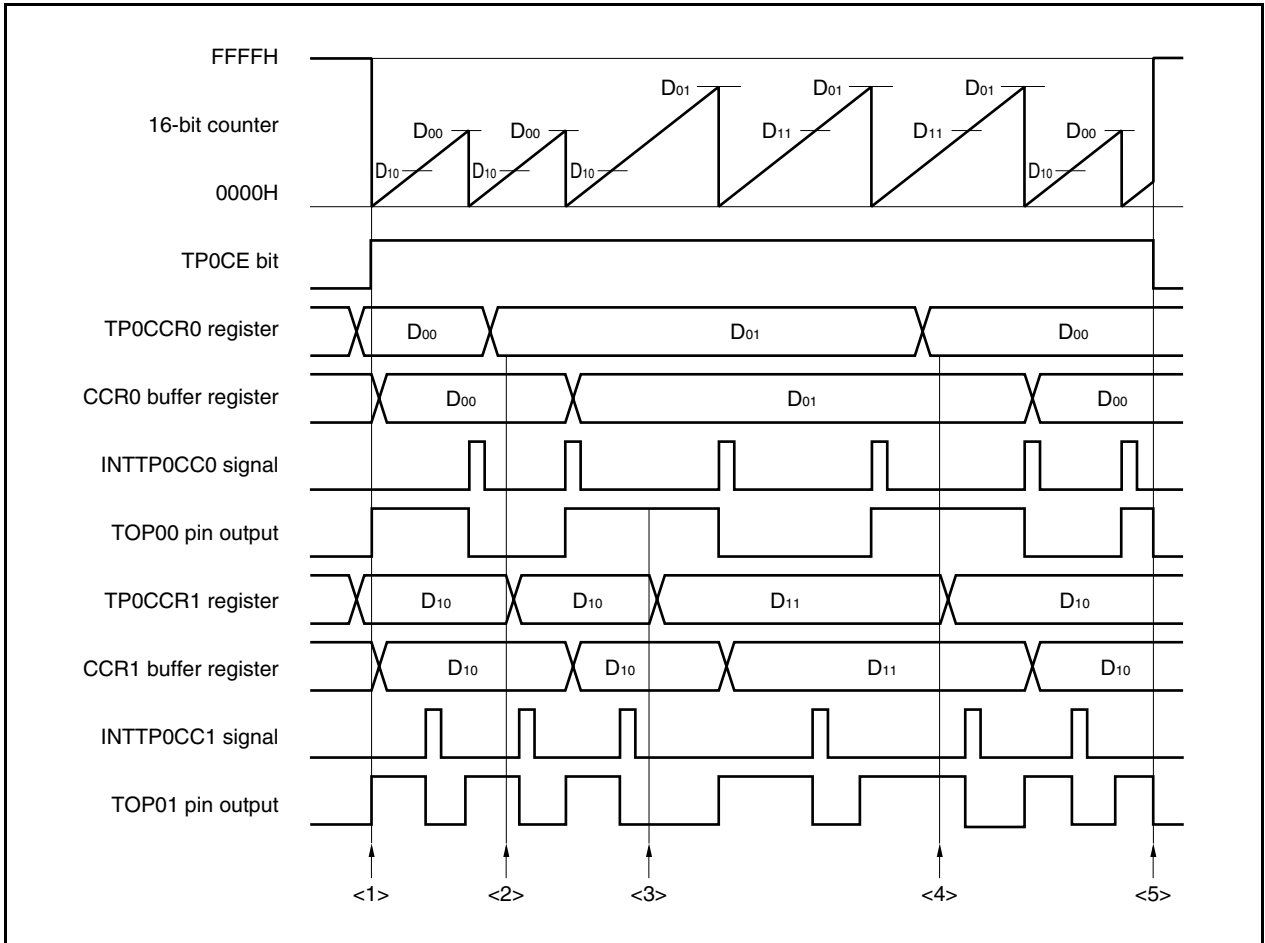 FFFFH
D01 D01 D01
16-bit counter D00 D00 D11 D11 D00
D10 D10 D10 D10
0000H
TP0CE bit
TP0CCR0 register D00 D01 D00
CCR0 buffer register D00 D01 D00
INTTP0CC0 signal
TOP00 pin output
TP0CCR1 register D10 D10 D11 D10
CCR1 buffer register D10 D10 D11 D10
INTTP0CC1 signal
TOP01 pin output
<1> <2> <3> <4> <5>